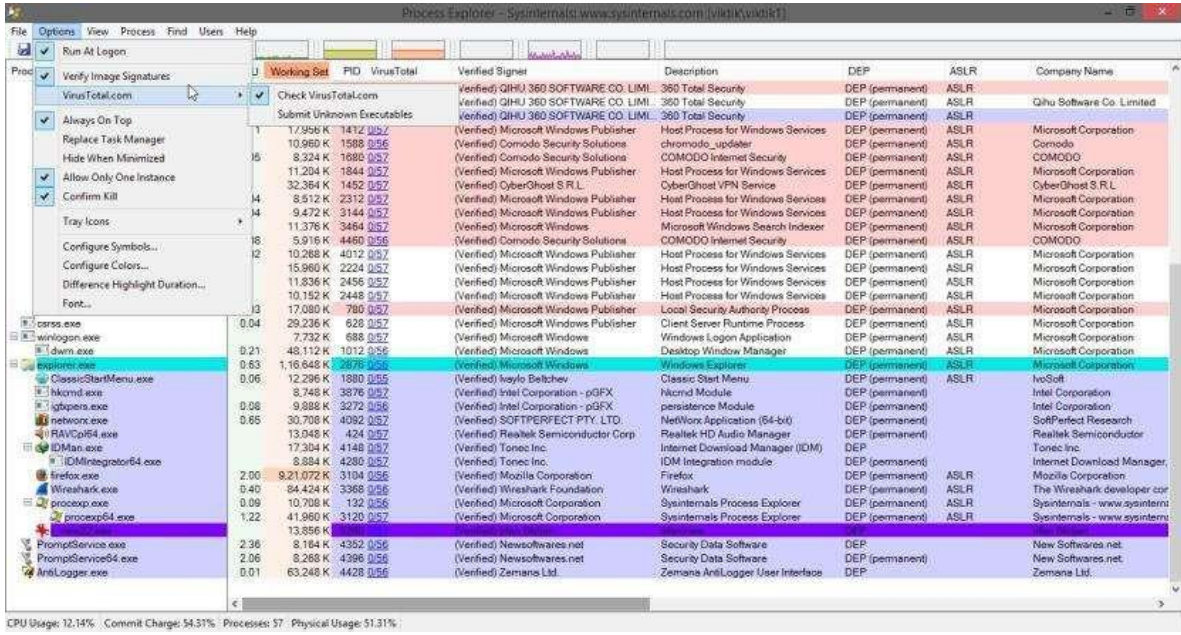 Process Explorer - Sysinternals: www.sysinternals.com [viktik\viktik1]
File Options View Process Find Users Help
Run At Logon
Verify Image Signatures
VirusTotal.com
Always On Top
Replace Task Manager
Hide When Minimized
Allow Only One Instance
Confirm Kill
Tray Icons
Configure Symbols...
Configure Colors...
Difference Highlight Duration...
Font...
Check VirusTotal.com
Submit Unknown Executables
Proc U Working Set PID VirusTotal Verified Signer Description DEP ASLR Company Name
(Verified) QIHU 360 SOFTWARE CO. LIMI... 360 Total Security DEP (permanent) ASLR
(Verified) QIHU 360 SOFTWARE CO. LIMI... 360 Total Security DEP (permanent) ASLR Qihu Software Co. Limited
(Verified) QIHU 360 SOFTWARE CO. LIMI... 360 Total Security DEP (permanent) ASLR
1 17,956 K 1412 0/57 (Verified) Microsoft Windows Publisher Host Process for Windows Services DEP (permanent) ASLR Microsoft Corporation
10,960 K 1588 0/56 (Verified) Comodo Security Solutions chromodo_updater DEP (permanent) ASLR Comodo
05 8,324 K 1680 0/57 (Verified) Comodo Security Solutions COMODO Internet Security DEP (permanent) ASLR COMODO
11,204 K 1844 0/57 (Verified) Microsoft Windows Publisher Host Process for Windows Services DEP (permanent) ASLR Microsoft Corporation
32,364 K 1452 0/57 (Verified) CyberGhost S.R.L. CyberGhost VPN Service DEP (permanent) ASLR CyberGhost S.R.L
04 8,512 K 2312 0/57 (Verified) Microsoft Windows Publisher Host Process for Windows Services DEP (permanent) ASLR Microsoft Corporation
04 9,472 K 3144 0/57 (Verified) Microsoft Windows Publisher Host Process for Windows Services DEP (permanent) ASLR Microsoft Corporation
11,376 K 3464 0/57 (Verified) Microsoft Windows Microsoft Windows Search Indexer DEP (permanent) ASLR Microsoft Corporation
08 5,916 K 4460 0/56 (Verified) Comodo Security Solutions COMODO Internet Security DEP (permanent) ASLR COMODO
02 10,268 K 4012 0/57 (Verified) Microsoft Windows Publisher Host Process for Windows Services DEP (permanent) ASLR Microsoft Corporation
15,960 K 2224 0/57 (Verified) Microsoft Windows Publisher Host Process for Windows Services DEP (permanent) ASLR Microsoft Corporation
11,836 K 2456 0/57 (Verified) Microsoft Windows Publisher Host Process for Windows Services DEP (permanent) ASLR Microsoft Corporation
10,152 K 2448 0/57 (Verified) Microsoft Windows Publisher Host Process for Windows Services DEP (permanent) ASLR Microsoft Corporation
03 17,080 K 780 0/57 (Verified) Microsoft Windows Publisher Local Security Authority Process DEP (permanent) ASLR Microsoft Corporation
csrss.exe 0.04 29,236 K 628 0/57 (Verified) Microsoft Windows Publisher Client Server Runtime Process DEP (permanent) ASLR Microsoft Corporation
winlogon.exe 7,732 K 688 0/57 (Verified) Microsoft Windows Windows Logon Application DEP (permanent) ASLR Microsoft Corporation
dwm.exe 0.21 48,112 K 1012 0/56 (Verified) Microsoft Windows Desktop Window Manager DEP (permanent) ASLR Microsoft Corporation
explorer.exe 0.63 1,16,648 K 2876 0/56 (Verified) Microsoft Windows Windows Explorer DEP (permanent) ASLR Microsoft Corporation
ClassicStartMenu.exe 0.06 12,296 K 1880 0/55 (Verified) Ivaylo Beltchev Classic Start Menu DEP (permanent) ASLR IvoSoft
hkcmd.exe 8,748 K 3876 0/57 (Verified) Intel Corporation - pGFX hkcmd Module DEP (permanent) Intel Corporation
igfxpers.exe 0.08 9,888 K 3272 0/56 (Verified) Intel Corporation - pGFX persistence Module DEP (permanent) Intel Corporation
networx.exe 0.65 30,708 K 4092 0/57 (Verified) SOFTPERFECT PTY. LTD. NetWorx Application (64-bit) DEP (permanent) SoftPerfect Research
RAVCpl64.exe 13,048 K 424 0/57 (Verified) Realtek Semiconductor Corp Realtek HD Audio Manager DEP (permanent) Realtek Semiconductor
IDMan.exe 17,304 K 4148 0/57 (Verified) Tonec Inc. Internet Download Manager (IDM) DEP Tonec Inc.
IDMIntegrator64.exe 8,884 K 4280 0/57 (Verified) Tonec Inc. IDM Integration module DEP (permanent) Internet Download Manager,
firefox.exe 2.00 9,21,072 K 3104 0/56 (Verified) Mozilla Corporation Firefox DEP (permanent) ASLR Mozilla Corporation
Wireshark.exe 0.40 84,424 K 3368 0/56 (Verified) Wireshark Foundation Wireshark DEP (permanent) ASLR The Wireshark developer cor
procexp.exe 0.09 10,708 K 132 0/56 (Verified) Microsoft Corporation Sysinternals Process Explorer DEP (permanent) ASLR Sysinternals - www.sysinterna
procexp64.exe 1.22 41,960 K 3120 0/57 (Verified) Microsoft Corporation Sysinternals Process Explorer DEP (permanent) ASLR Sysinternals - www.sysinterna
13,856 K
PromptService.exe 2.36 8,164 K 4352 0/56 (Verified) Newsoftwares.net Security Data Software DEP New Softwares.net
PromptService64.exe 2.06 8,268 K 4396 0/56 (Verified) Newsoftwares.net Security Data Software DEP (permanent) New Softwares.net
AntiLogger.exe 0.01 63,248 K 4428 0/56 (Verified) Zemana Ltd. Zemana AntiLogger User Interface DEP Zemana Ltd.
CPU Usage: 12.14% Commit Charge: 54.31% Processes: 57 Physical Usage: 51.31%